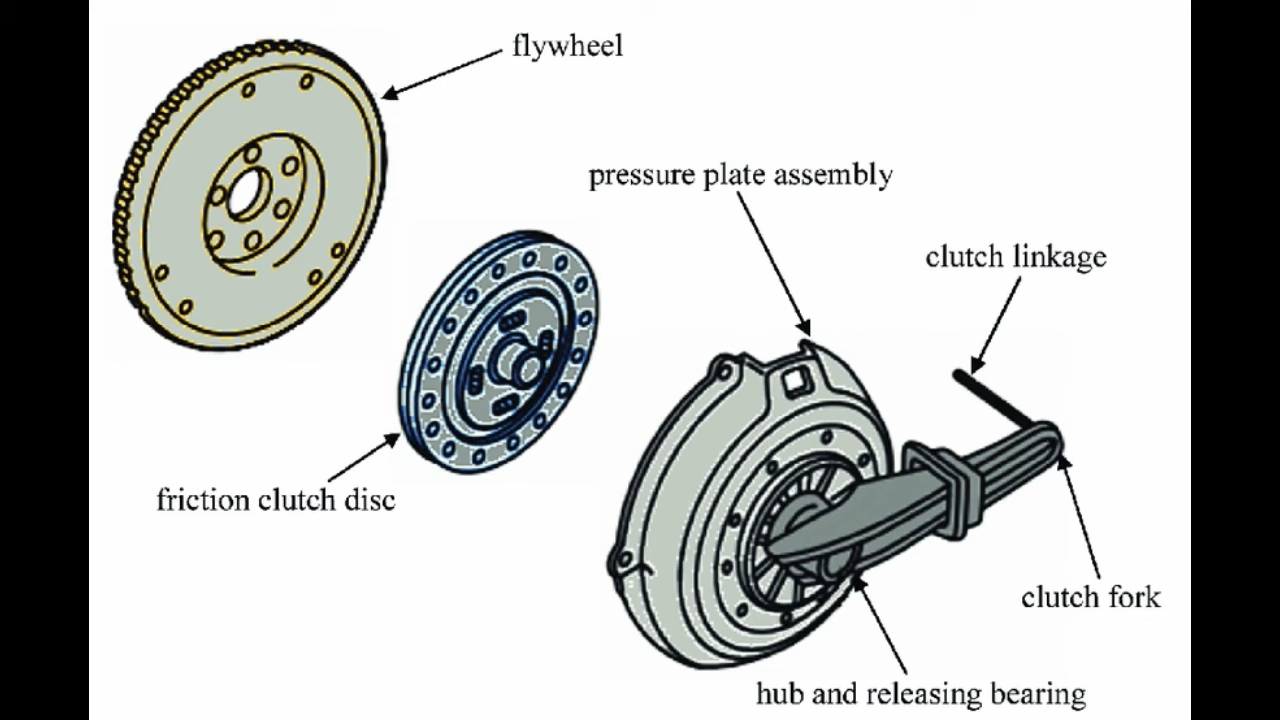 flywheel
pressure plate assembly
clutch linkage
friction clutch disc
clutch fork
hub and releasing bearing